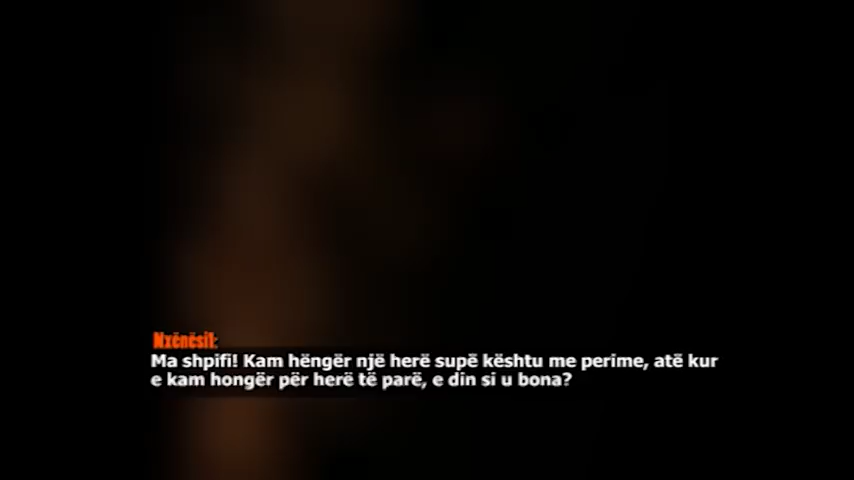 Nxënësi1:
Ma shpifi! Kam hëngër një herë supë kështu me perime, atë kur
e kam hongër për herë të parë, e din si u bona?